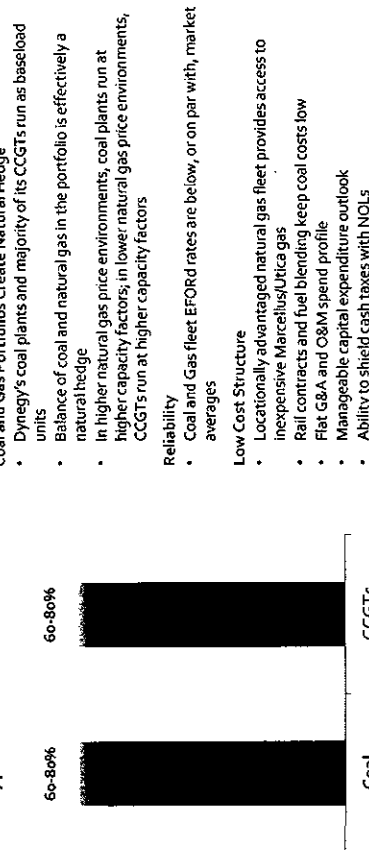 Coal and Gas Portfolios Create Natural Hedge
• Dynegy's coal plants and majority of its CCGTs run as baseload
units
• Balance of coal and natural gas in the portfolio is effectively a
natural hedge
• In higher natural gas price environments, coal plants run at
higher capacity factors; in lower natural gas price environments,
CCGTs run at higher capacity factors
Reliability
• Coal and Gas fleet EFORd rates are below, or on par with, market
averages
Low Cost Structure
• Locationally advantaged natural gas fleet provides access to
inexpensive Marcellus/Utica gas
• Rail contracts and fuel blending keep coal costs low
• Flat G&A and O&M spend profile
• Manageable capital expenditure outlook
• Ability to shield cash taxes with NOLs
60-80%
60-80%
Coal
CCGTs